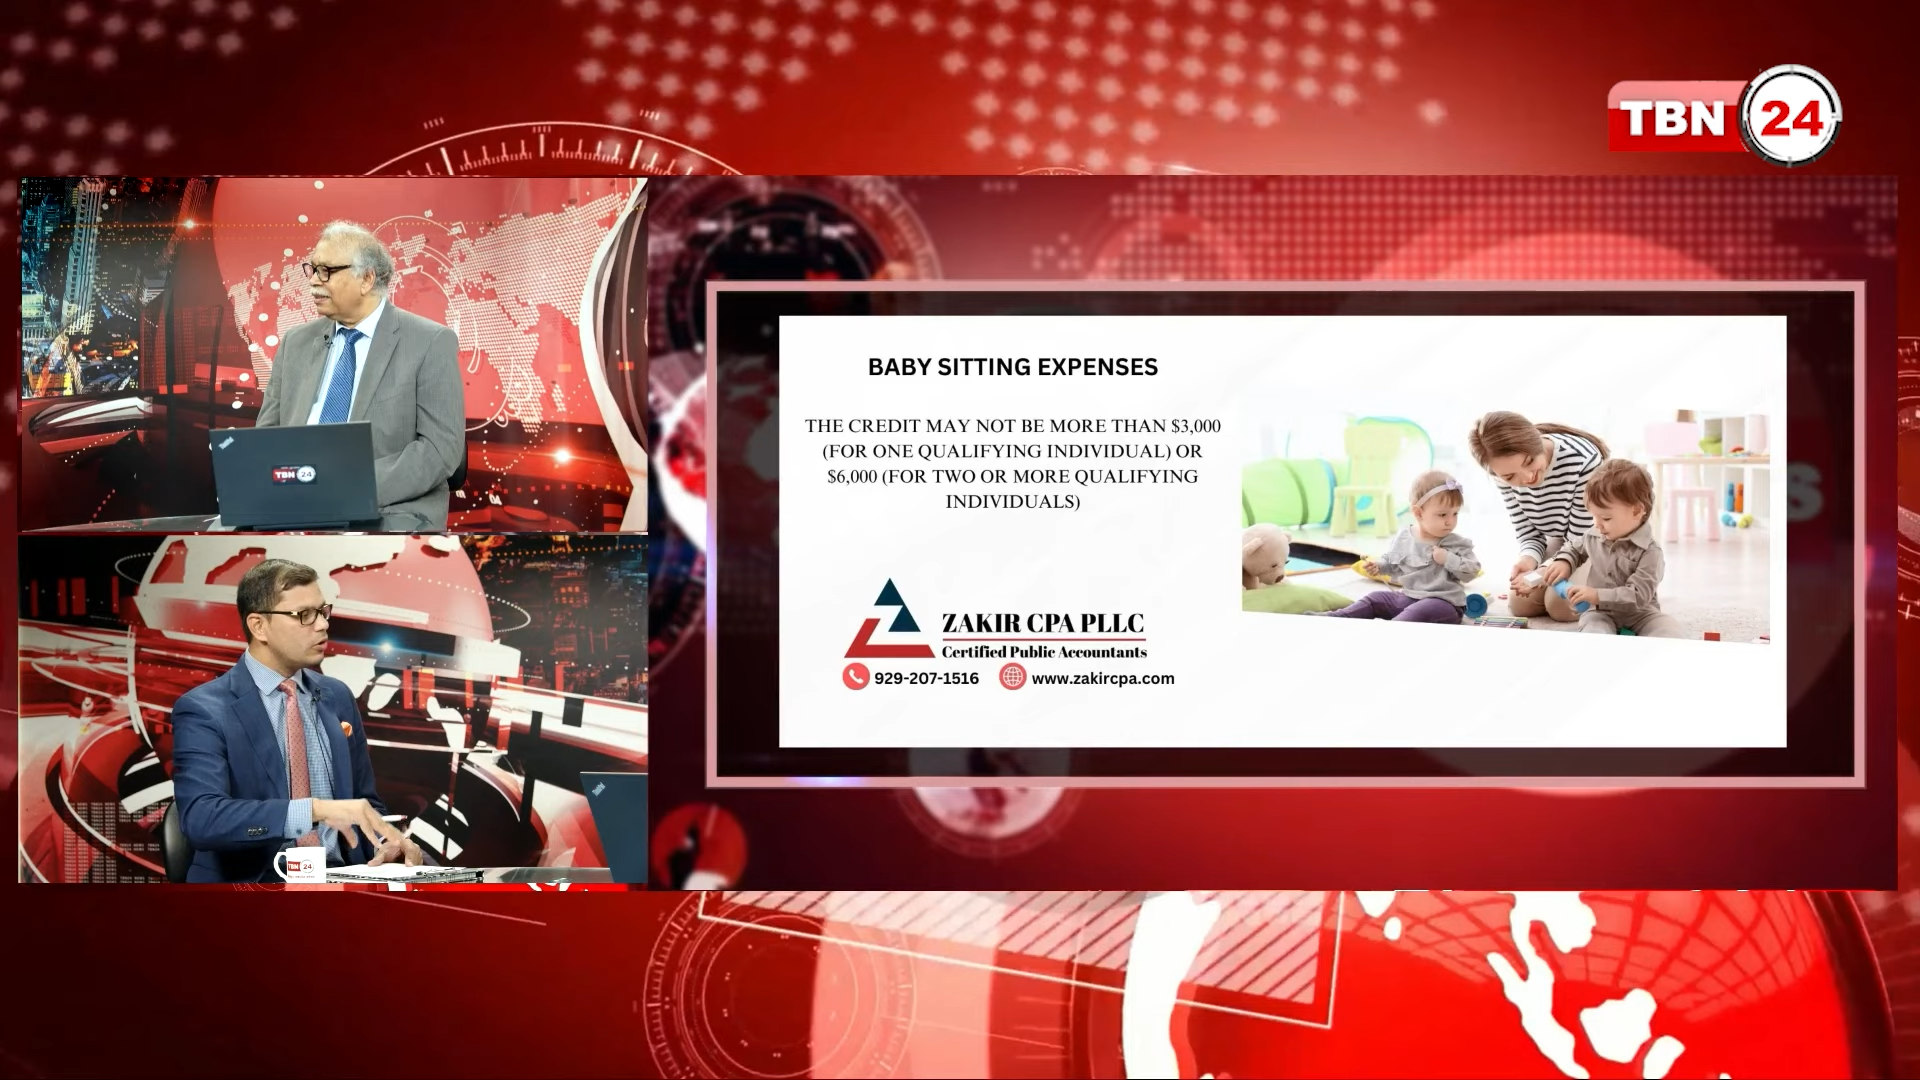 TBN 24
TBN 24
BABY SITTING EXPENSES
THE CREDIT MAY NOT BE MORE THAN $3,000
(FOR ONE QUALIFYING INDIVIDUAL) OR
$6,000 (FOR TWO OR MORE QUALIFYING
INDIVIDUALS)
ZAKIR CPA PLLC
Certified Public Accountants
929-207-1516 www.zakircpa.com
TBN 24